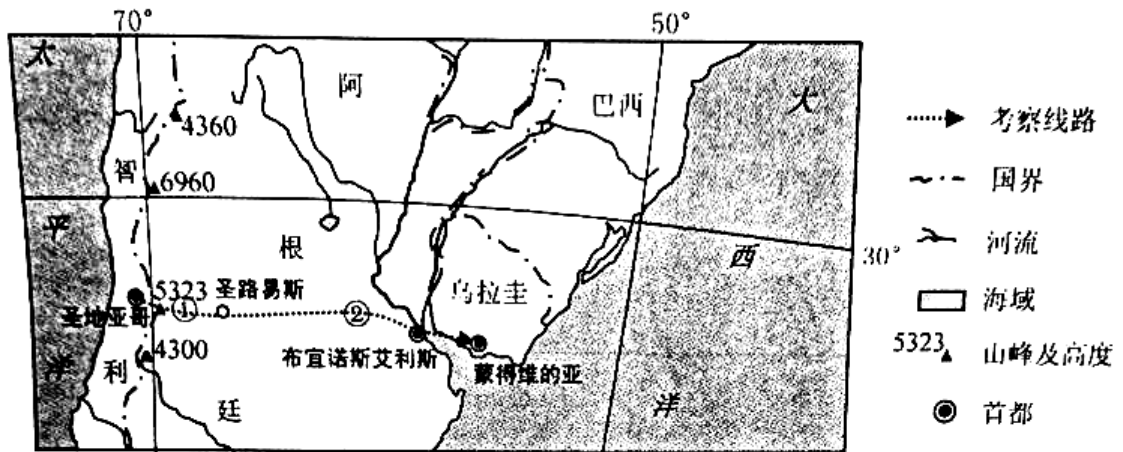 70°
50°
太
阿
巴西
大
4360
智
6960
平
根
西
30°
5323
圣路易斯
乌拉圭
圣地亚哥
①
②
布宜诺斯艾利斯
4300
蒙得维的亚
洋
利
廷
洋
考察线路
国界
河流
海域
5323
山峰及高度
首都